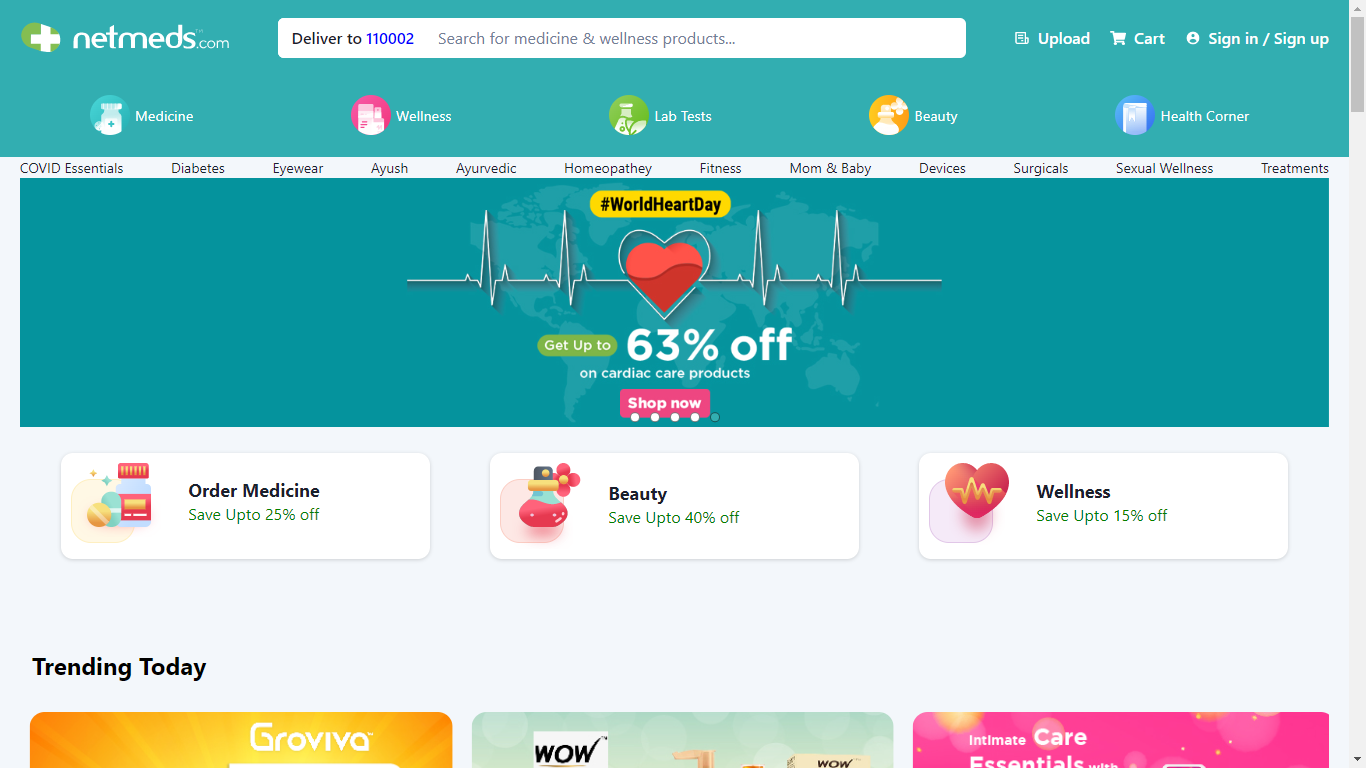 netmeds.com
Deliver to 110002 Search for medicine & wellness products...
Upload Cart Sign in / Sign up
Medicine Wellness Lab Tests Beauty Health Corner
COVID Essentials Diabetes Eyewear Ayush Ayurvedic Homeopathey Fitness Mom & Baby Devices Surgicals Sexual Wellness Treatments
#WorldHeartDay
Get Up to 63% off
on cardiac care products
Shop now
Order Medicine
Save Upto 25% off
Beauty
Save Upto 40% off
Wellness
Save Upto 15% off
Trending Today
Groviva™
WOW
WOW
Intimate Care
Essentials with